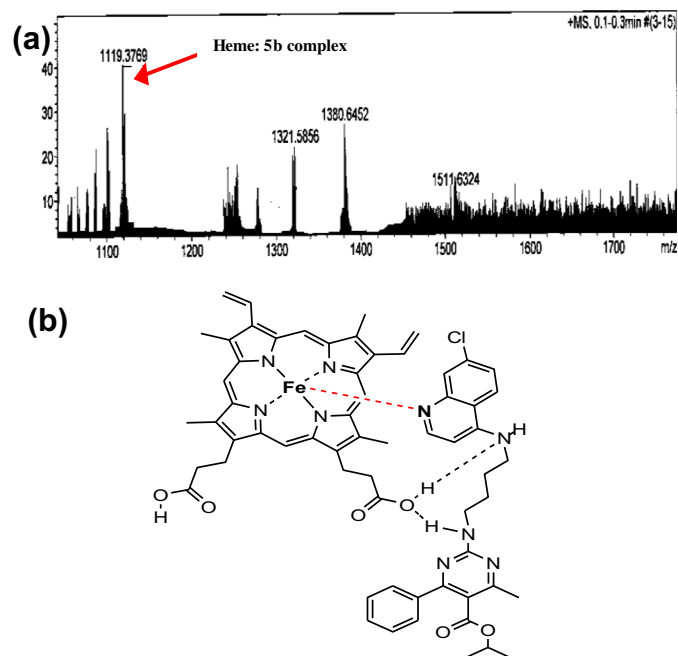 (a)
+MS, 0.1-0.3min #(3-15)
Heme: 5b complex
1119.3769
1380.6452
1321.5856
1511.6324
40
30
20
10
1100 1200 1300 1400 1500 1600 1700 m/z
(b)
Cl
N N
Fe
N N N
N H
H
O O O H
O H N
H N N
O O